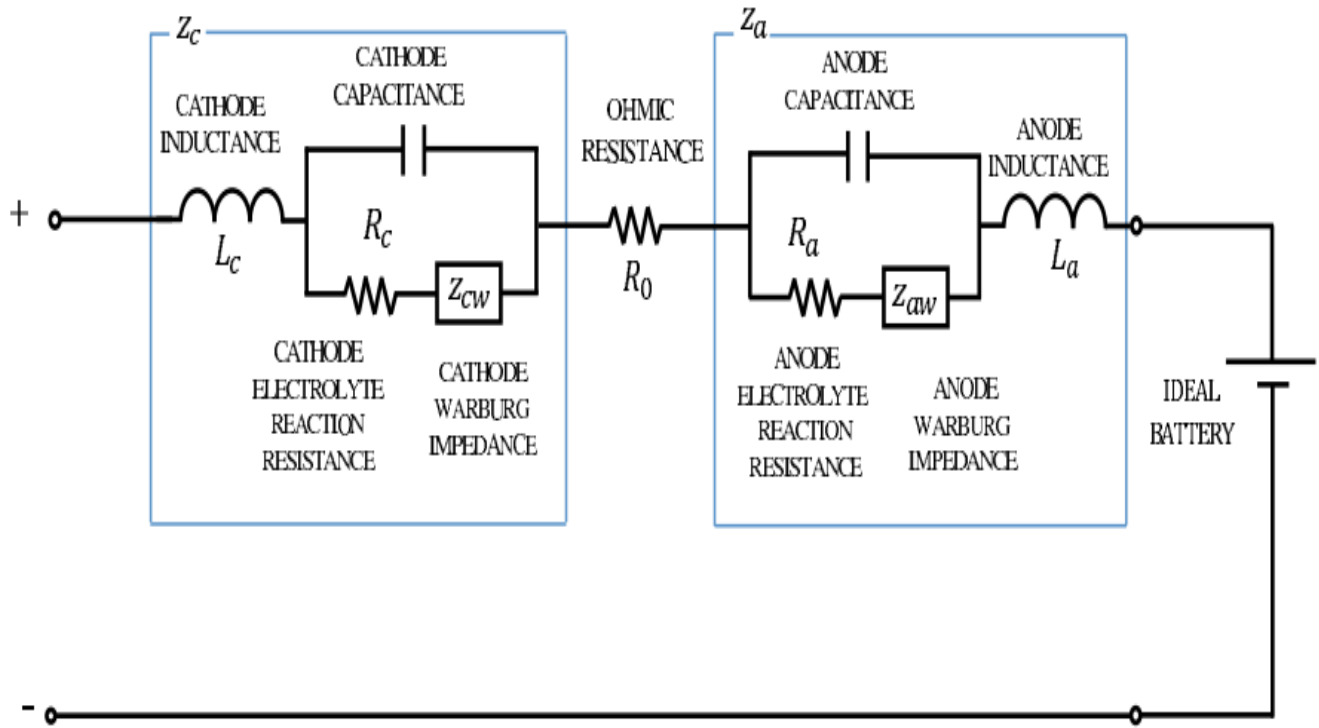 Z_c
CATHODE
INDUCTANCE
L_c
CATHODE
CAPACITANCE
R_c
Z_cw
CATHODE
ELECTROLYTE
REACTION
RESISTANCE
CATHODE
WARBURG
IMPEDANCE
OHMIC
RESISTANCE
R_0
Z_a
ANODE
CAPACITANCE
R_a
Z_aw
ANODE
ELECTROLYTE
REACTION
RESISTANCE
ANODE
WARBURG
IMPEDANCE
ANODE
INDUCTANCE
L_a
IDEAL
BATTERY
+
-